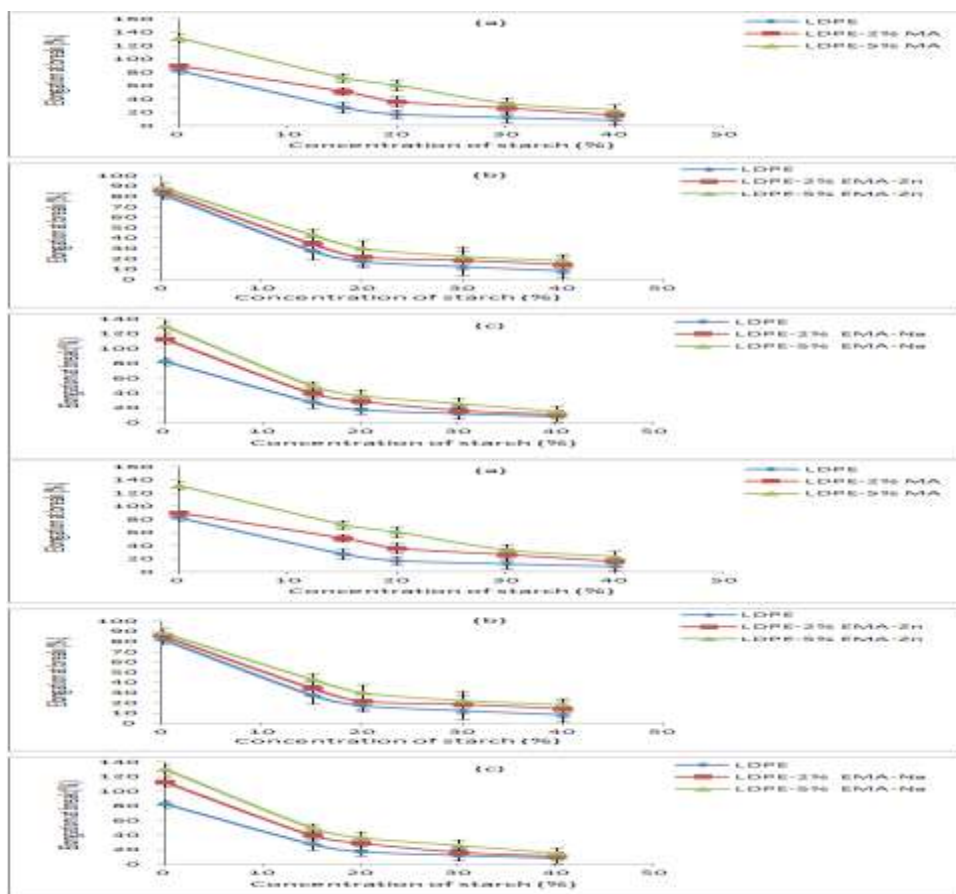 (a)
LDPE
LDPE-2% MA
LDPE-5% MA
Elongation at break (%)
160
140
120
100
80
60
40
20
0
0 10 20 30 40 50
Concentration of starch (%)
(b)
LDPE
LDPE-2% EMA-Zn
LDPE-5% EMA-Zn
Elongation at break (%)
100
90
80
70
60
50
40
30
20
10
0
0 10 20 30 40 50
Concentration of starch (%)
(c)
LDPE
LDPE-2% EMA-Na
LDPE-5% EMA-Na
Elongation at break (%)
140
120
100
80
60
40
20
0
0 10 20 30 40 50
Concentration of starch (%)
(a)
LDPE
LDPE-2% MA
LDPE-5% MA
Elongation at break (%)
160
140
120
100
80
60
40
20
0
0 10 20 30 40 50
Concentration of starch (%)
(b)
LDPE
LDPE-2% EMA-Zn
LDPE-5% EMA-Zn
Elongation at break (%)
100
90
80
70
60
50
40
30
20
10
0
0 10 20 30 40 50
Concentration of starch (%)
(c)
LDPE
LDPE-2% EMA-Na
LDPE-5% EMA-Na
Elongation at break (%)
140
120
100
80
60
40
20
0
0 10 20 30 40 50
Concentration of starch (%)